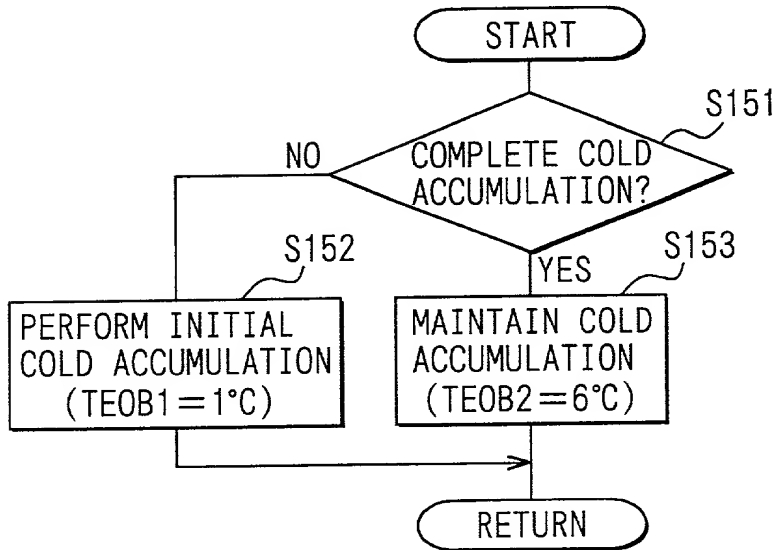 START
S151
NO
COMPLETE COLD
ACCUMULATION?
S152
YES
S153
PERFORM INITIAL
COLD ACCUMULATION
(TEOB1=1°C)
MAINTAIN COLD
ACCUMULATION
(TEOB2=6°C)
RETURN